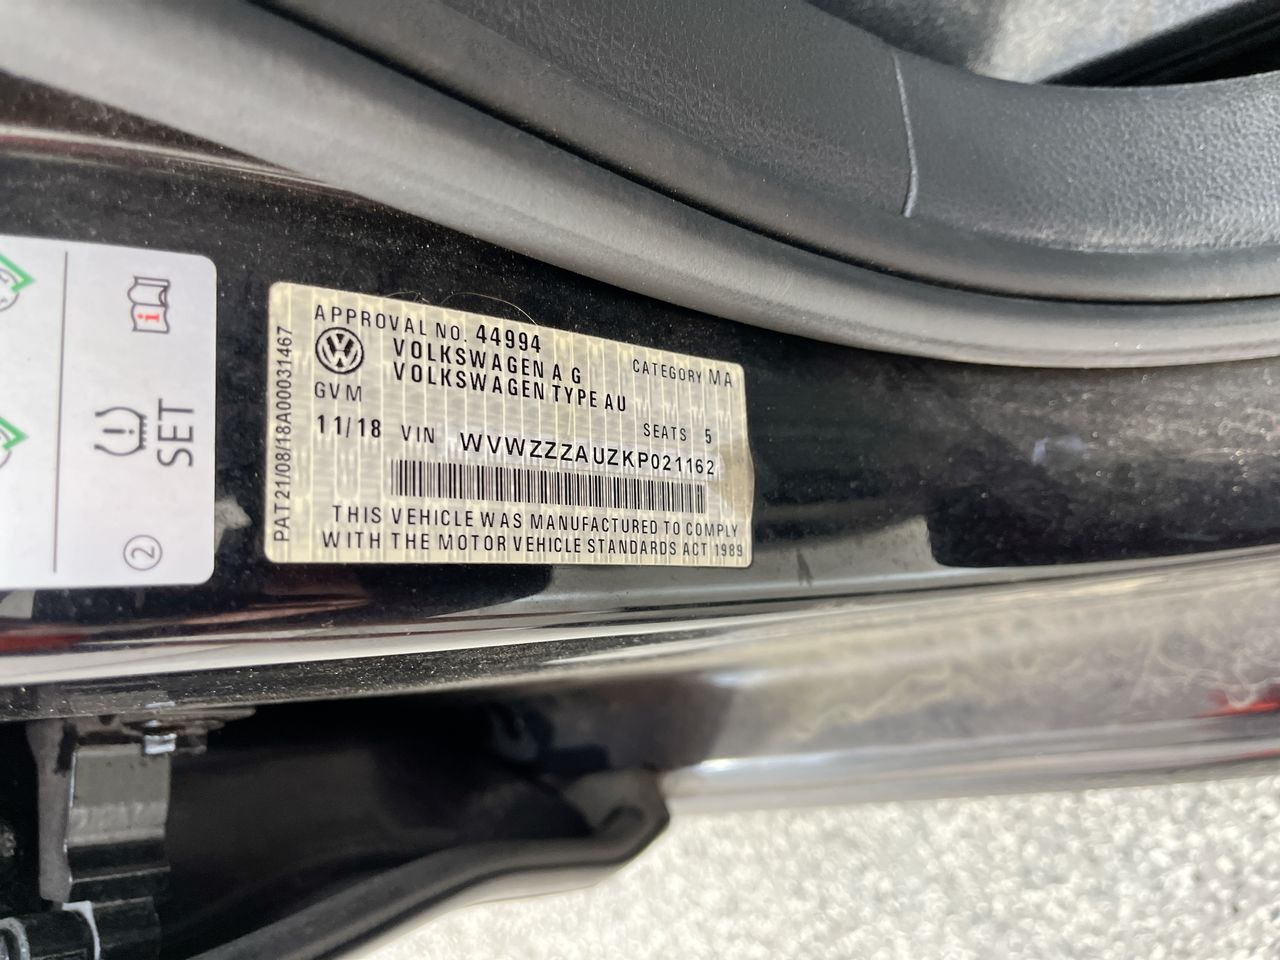 i
SET
2
PAT21/08/18A00031467
APPROVAL NO. 44994
VOLKSWAGEN A G
CATEGORY MA
VOLKSWAGEN TYPE AU
GVM
SEATS 5
11/18 VIN WVWZZZAUZKP021162
THIS VEHICLE WAS MANUFACTURED TO COMPLY
WITH THE MOTOR VEHICLE STANDARDS ACT 1989